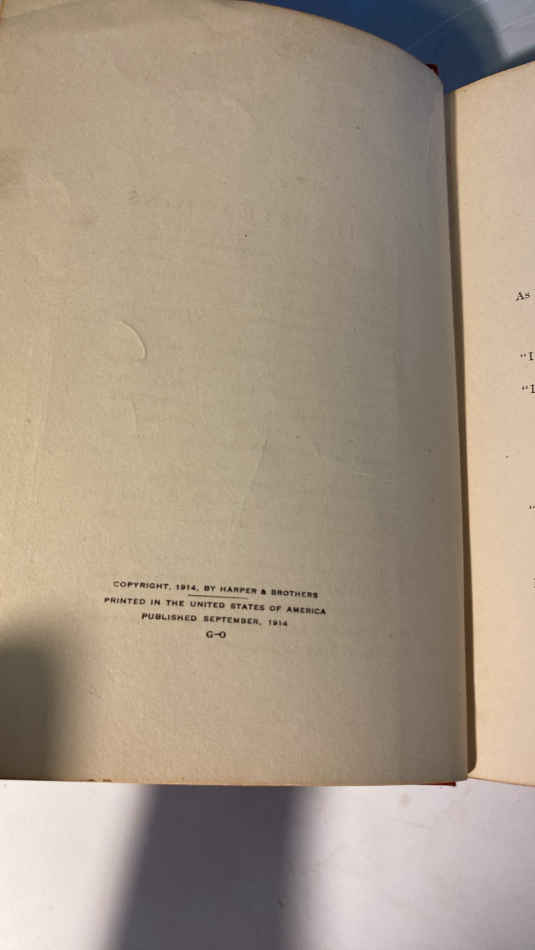 COPYRIGHT, 1914, BY HARPER & BROTHERS
PRINTED IN THE UNITED STATES OF AMERICA
PUBLISHED SEPTEMBER, 1914
G-O
As
"I
"I
"